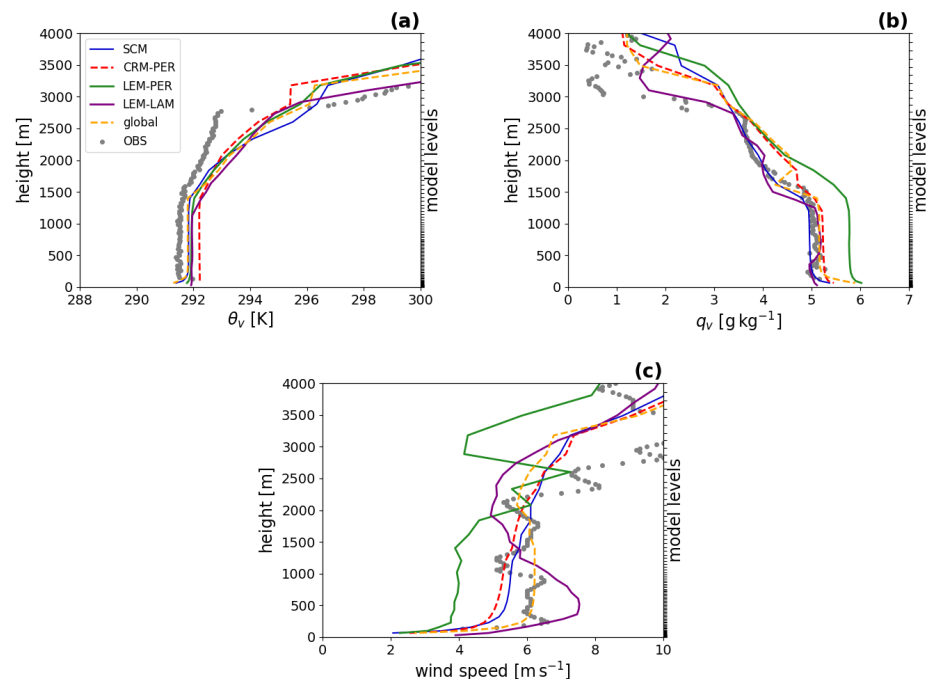 (a)
4000
3500
3000
2500
2000
1500
1000
500
0
height [m]
SCM
CRM-PER
LEM-PER
LEM-LAM
global
OBS
model levels
288 290 292 294 296 298 300
θv [K]
(b)
4000
3500
3000
2500
2000
1500
1000
500
0
height [m]
model levels
0 1 2 3 4 5 6 7
qv [g kg−1]
(c)
4000
3500
3000
2500
2000
1500
1000
500
0
height [m]
model levels
0 2 4 6 8 10
wind speed [m s−1]